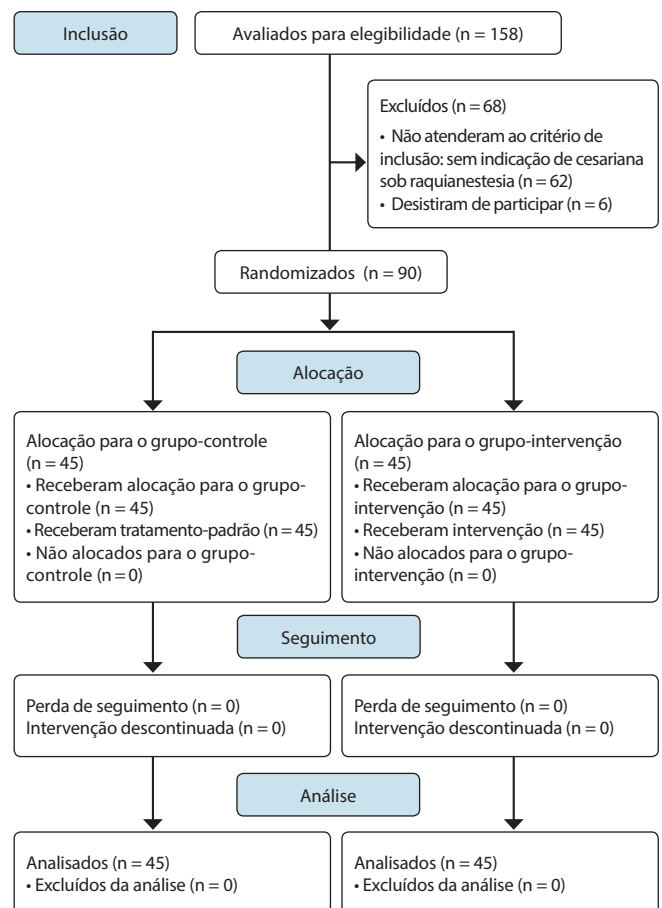 Inclusão
Avaliados para elegibilidade (n = 158)
Excluídos (n = 68)
• Não atenderam ao critério de
inclusão: sem indicação de cesariana
sob raquianestesia (n = 62)
• Desistiram de participar (n = 6)
Randomizados (n = 90)
Alocação
Alocação para o grupo-controle
(n = 45)
• Receberam alocação para o grupo-
controle (n = 45)
• Receberam tratamento-padrão (n = 45)
• Não alocados para o grupo-
controle (n = 0)
Alocação para o grupo-intervenção
(n = 45)
• Receberam alocação para o grupo-
intervenção (n = 45)
• Receberam intervenção (n = 45)
• Não alocados para o grupo-
intervenção (n = 0)
Seguimento
Perda de seguimento (n = 0)
Intervenção descontinuada (n = 0)
Perda de seguimento (n = 0)
Intervenção descontinuada (n = 0)
Análise
Analisados (n = 45)
• Excluídos da análise (n = 0)
Analisados (n = 45)
• Excluídos da análise (n = 0)